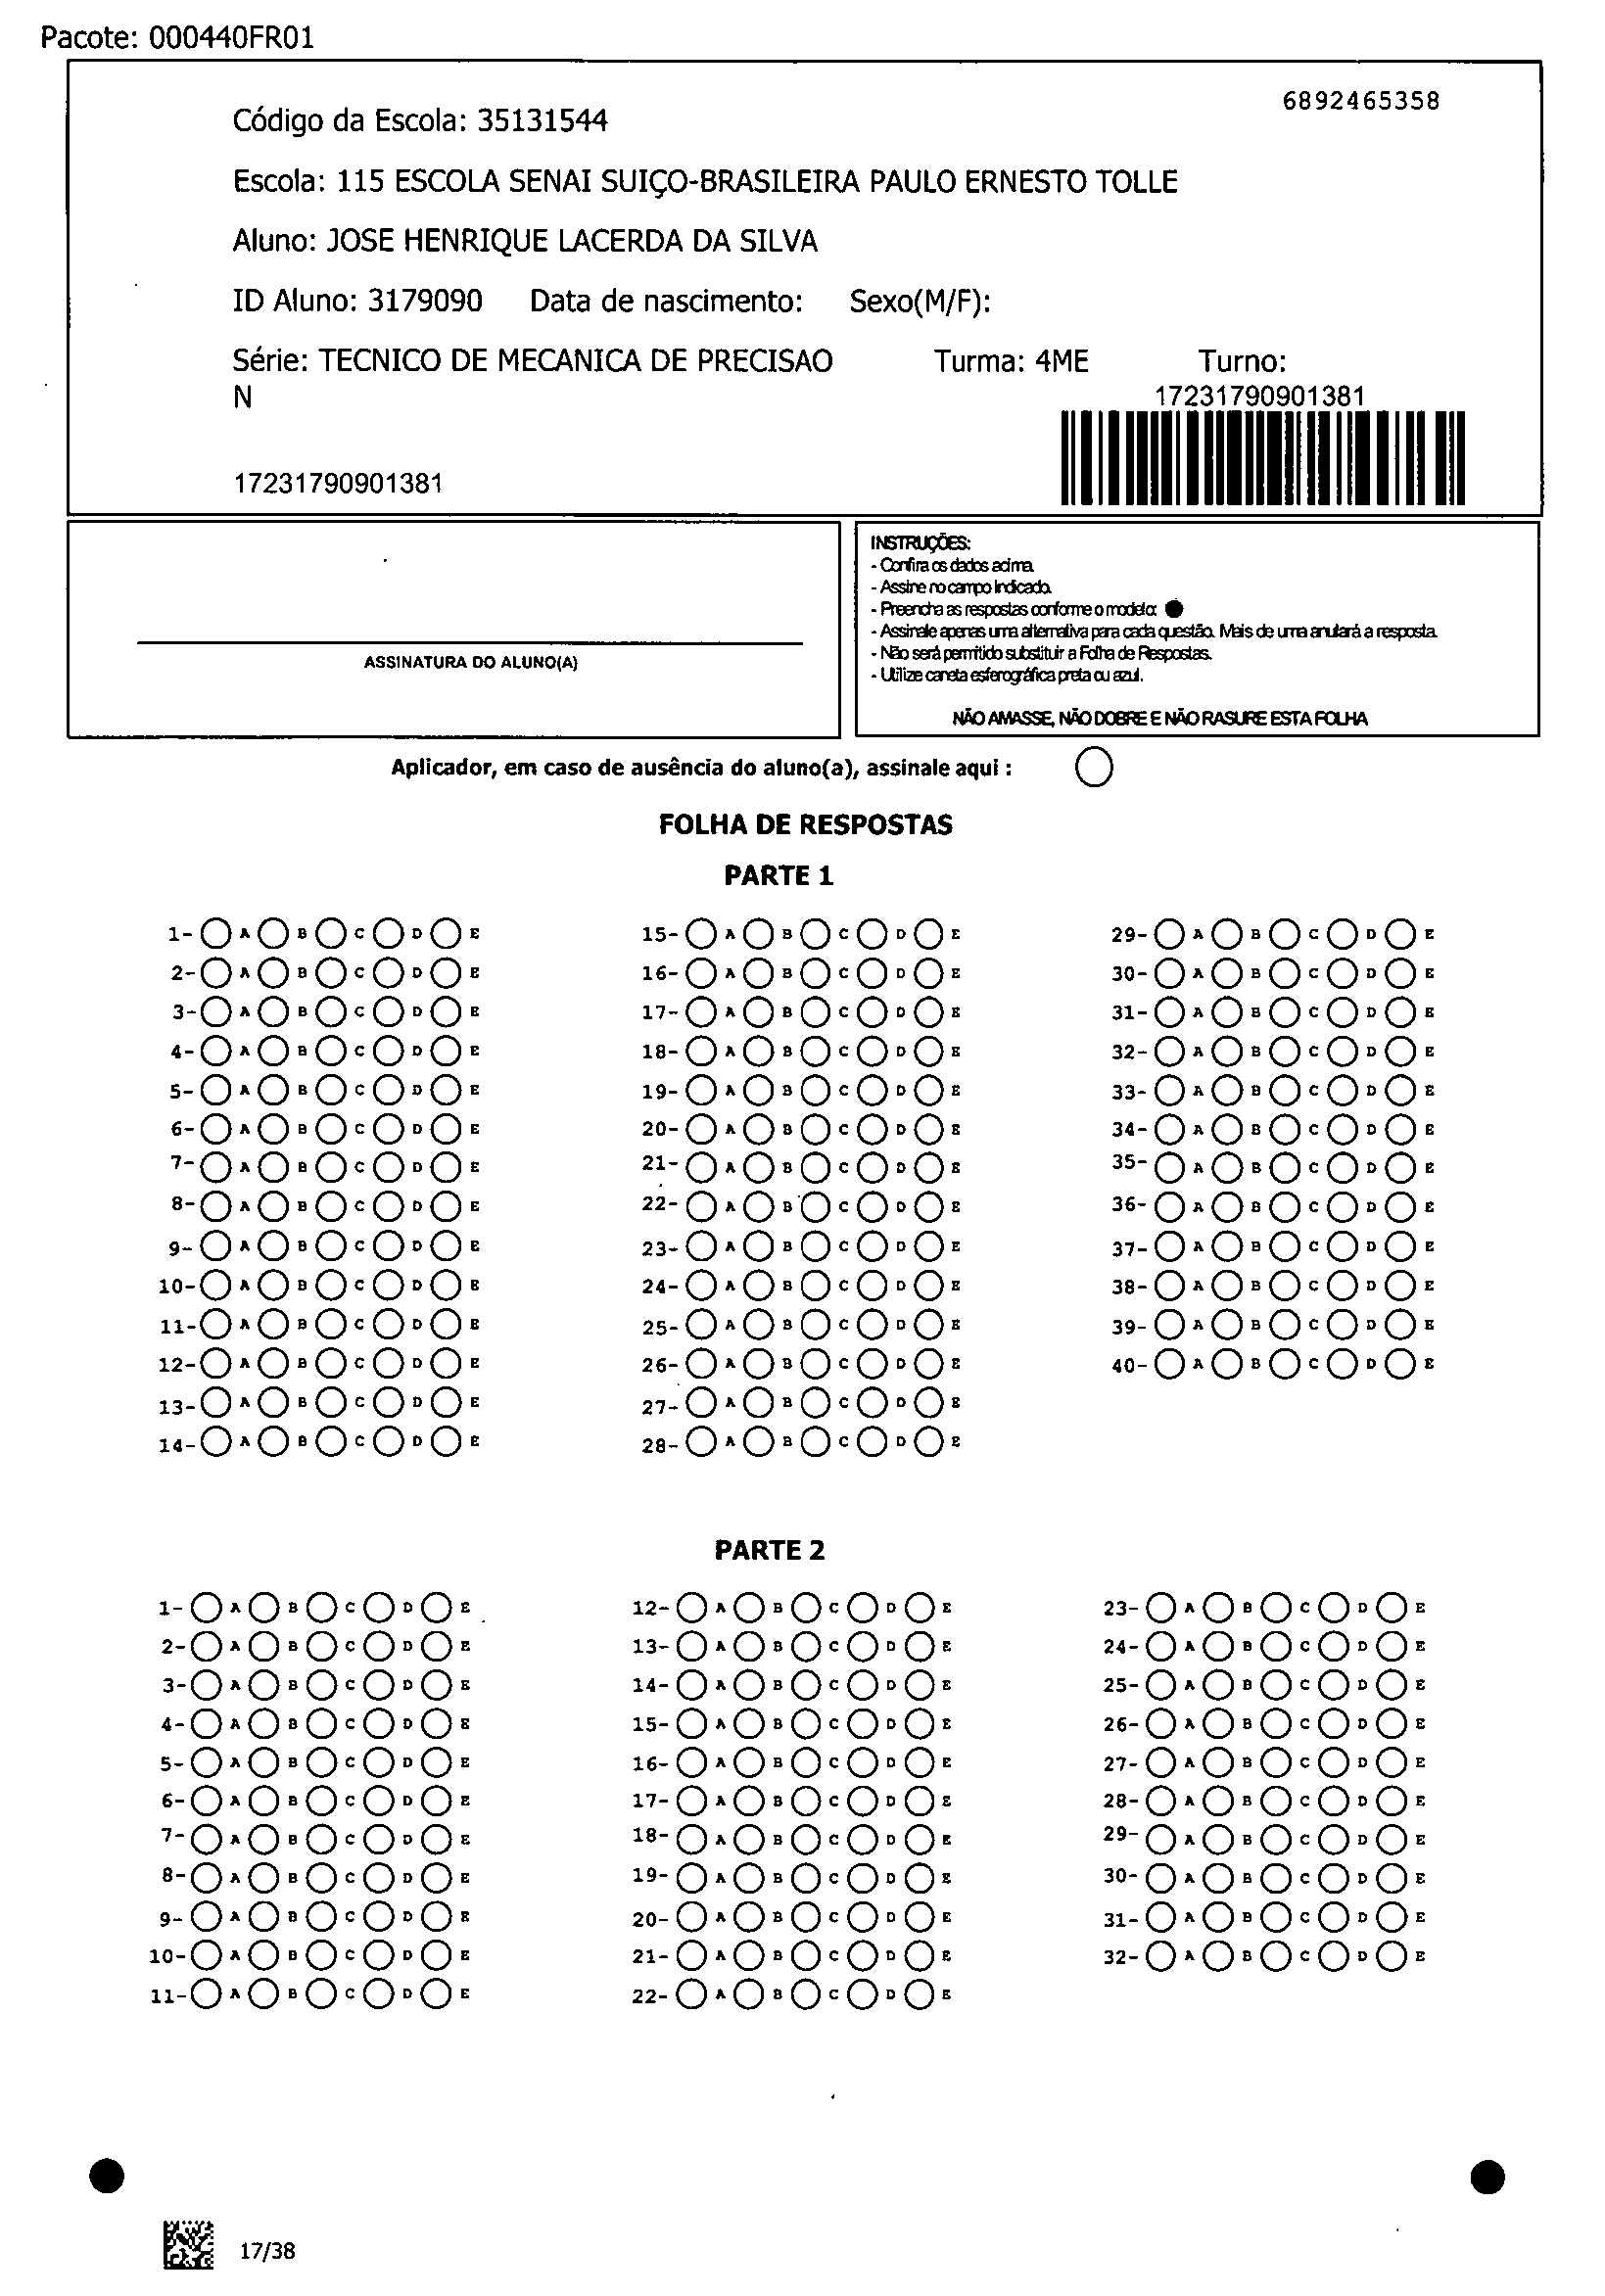 Pacote: 000440FR01
6892465358
Código da Escola: 35131544
Escola: 115 ESCOLA SENAI SUIÇO-BRASILEIRA PAULO ERNESTO TOLLE
Aluno: JOSE HENRIQUE LACERDA DA SILVA
ID Aluno: 3179090 Data de nascimento: Sexo(M/F):
Série: TECNICO DE MECANICA DE PRECISAO Turma: 4ME Turno:
N
17231790901381
17231790901381
ASSINATURA DO ALUNO(A)
INSTRUÇÕES:
- Confira os dados acima.
- Assine no campo indicado.
- Preencha as respostas conforme o modelo:
- Assinale apenas uma alternativa para cada questão. Mais de uma anulará a resposta.
- Não será permitido substituir a Folha de Respostas.
- Utilize caneta esferográfica preta ou azul.
NÃO AMASSE, NÃO DOBRE E NÃO RASURE ESTA FOLHA
Aplicador, em caso de ausência do aluno(a), assinale aqui :
FOLHA DE RESPOSTAS
PARTE 1
1- A B C D E 15- A B C D E 29- A B C D E
2- A B C D E 16- A B C D E 30- A B C D E
3- A B C D E 17- A B C D E 31- A B C D E
4- A B C D E 18- A B C D E 32- A B C D E
5- A B C D E 19- A B C D E 33- A B C D E
6- A B C D E 20- A B C D E 34- A B C D E
7- A B C D E 21- A B C D E 35- A B C D E
8- A B C D E 22- A B C D E 36- A B C D E
9- A B C D E 23- A B C D E 37- A B C D E
10- A B C D E 24- A B C D E 38- A B C D E
11- A B C D E 25- A B C D E 39- A B C D E
12- A B C D E 26- A B C D E 40- A B C D E
13- A B C D E 27- A B C D E
14- A B C D E 28- A B C D E
PARTE 2
1- A B C D E 12- A B C D E 23- A B C D E
2- A B C D E 13- A B C D E 24- A B C D E
3- A B C D E 14- A B C D E 25- A B C D E
4- A B C D E 15- A B C D E 26- A B C D E
5- A B C D E 16- A B C D E 27- A B C D E
6- A B C D E 17- A B C D E 28- A B C D E
7- A B C D E 18- A B C D E 29- A B C D E
8- A B C D E 19- A B C D E 30- A B C D E
9- A B C D E 20- A B C D E 31- A B C D E
10- A B C D E 21- A B C D E 32- A B C D E
11- A B C D E 22- A B C D E
17/38